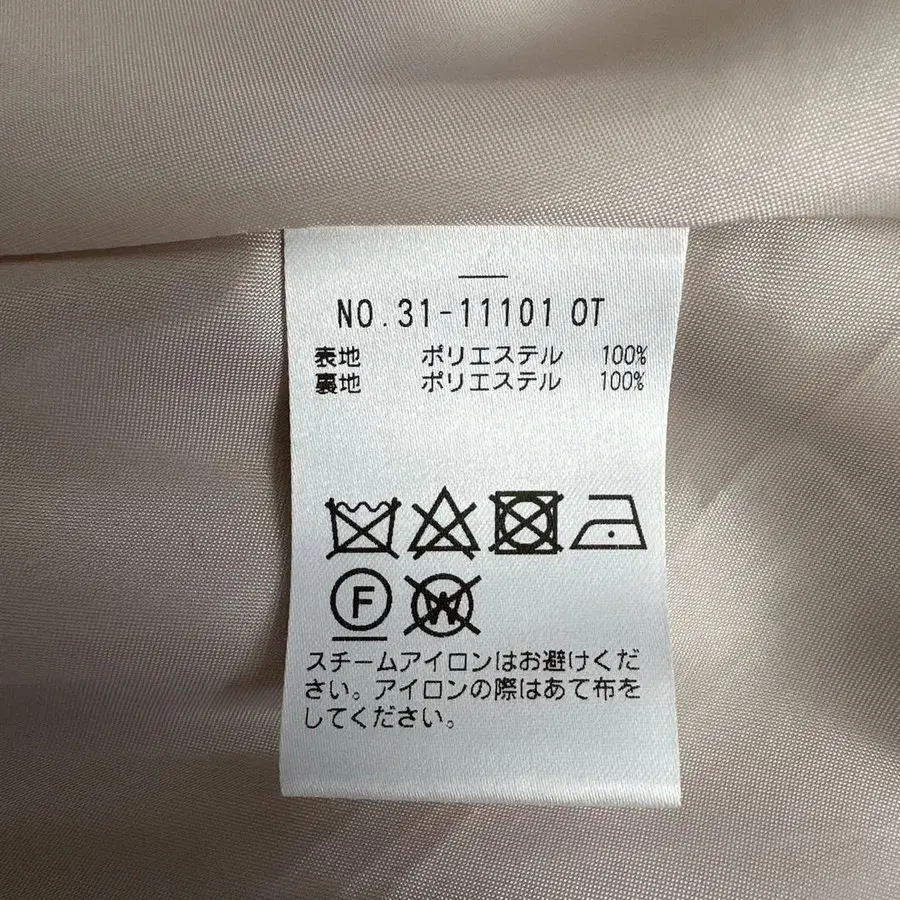 NO.31-11101 OT
表地 ポリエステル 100%
裏地 ポリエステル 100%
F W
スチームアイロンはお避けくだ
さい。アイロンの際はあて布を
してください。